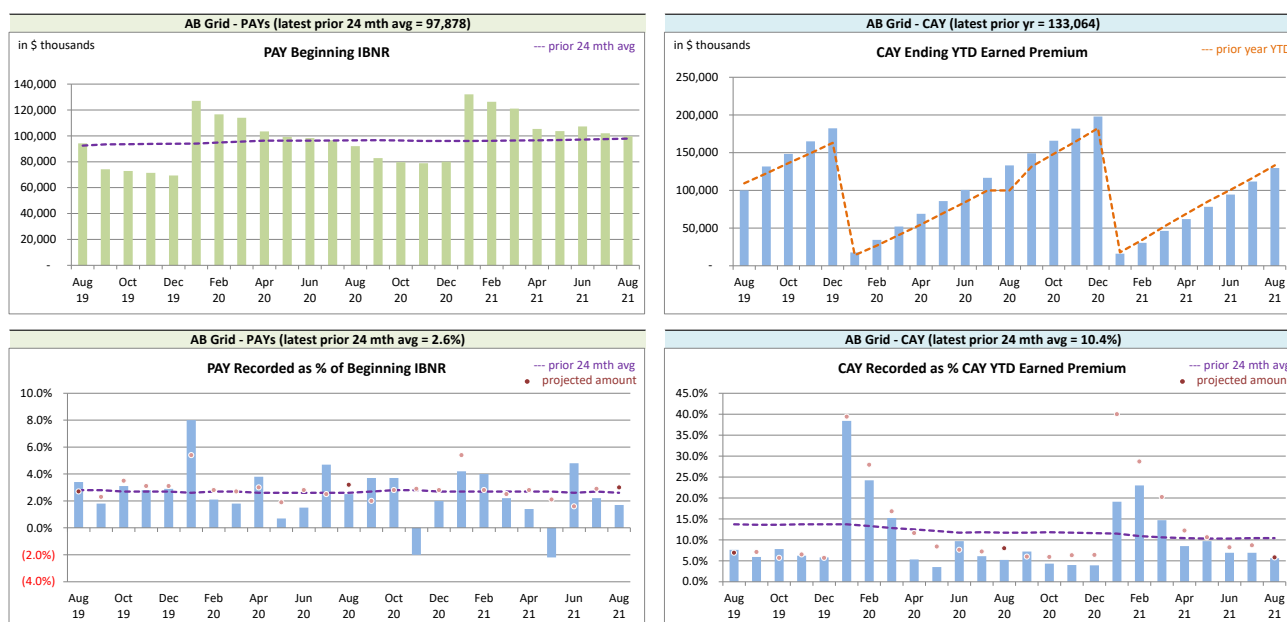 AB Grid - PAYs (latest prior 24 mth avg = 97,878)
in $ thousands
PAY Beginning IBNR
--- prior 24 mth avg
140,000
120,000
100,000
80,000
60,000
40,000
20,000
-
Aug Oct Dec Feb Apr Jun Aug Oct Dec Feb Apr Jun Aug
19 19 19 20 20 20 20 20 20 21 21 21 21
AB Grid - CAY (latest prior yr = 133,064)
in $ thousands
CAY Ending YTD Earned Premium
--- prior year YTD
250,000
200,000
150,000
100,000
50,000
-
Aug Oct Dec Feb Apr Jun Aug Oct Dec Feb Apr Jun Aug
19 19 19 20 20 20 20 20 20 21 21 21 21
AB Grid - PAYs (latest prior 24 mth avg = 2.6%)
PAY Recorded as % of Beginning IBNR
--- prior 24 mth avg
projected amount
10.0%
8.0%
6.0%
4.0%
2.0%
0.0%
(2.0%)
(4.0%)
Aug Oct Dec Feb Apr Jun Aug Oct Dec Feb Apr Jun Aug
19 19 19 20 20 20 20 20 20 21 21 21 21
AB Grid - CAY (latest prior 24 mth avg = 10.4%)
CAY Recorded as % CAY YTD Earned Premium
--- prior 24 mth avg
projected amount
45.0%
40.0%
35.0%
30.0%
25.0%
20.0%
15.0%
10.0%
5.0%
0.0%
Aug Oct Dec Feb Apr Jun Aug Oct Dec Feb Apr Jun Aug
19 19 19 20 20 20 20 20 20 21 21 21 21